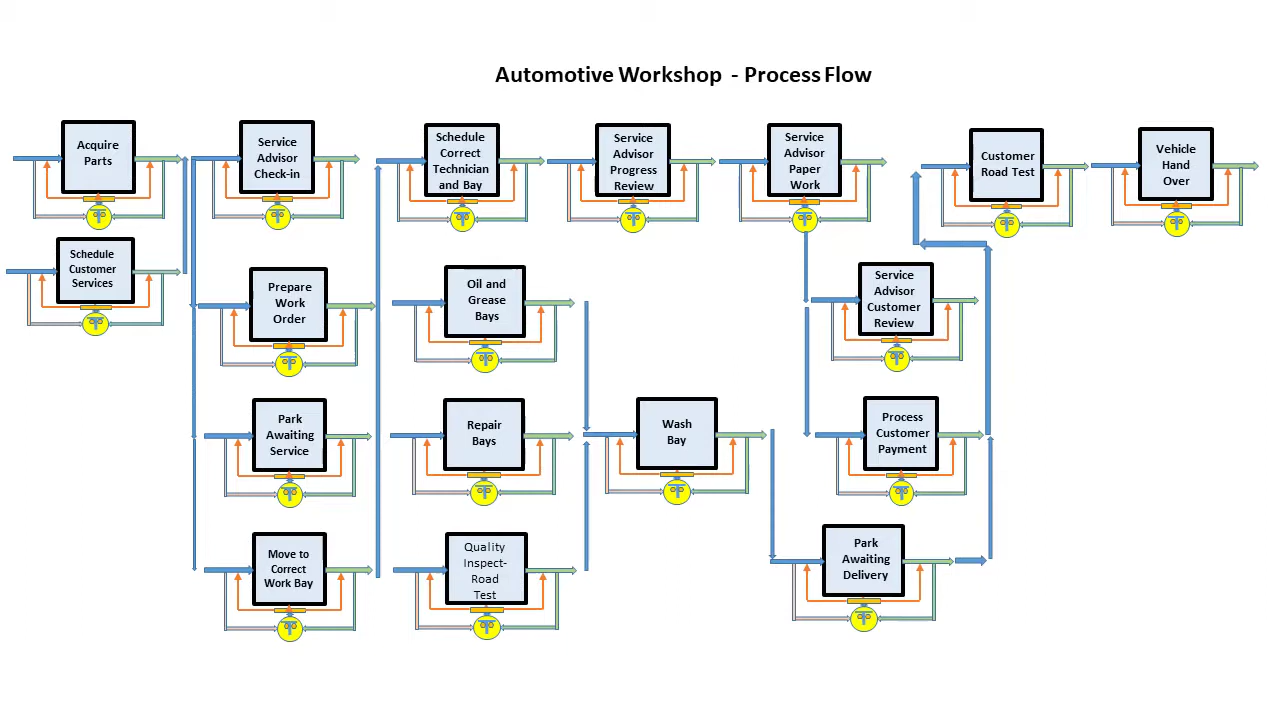 Automotive Workshop - Process Flow
Acquire
Parts
Service
Advisor
Check-in
Schedule
Correct
Technician
and Bay
Service
Advisor
Progress
Review
Service
Advisor
Paper
Work
Customer
Road Test
Vehicle
Hand
Over
Schedule
Customer
Services
Prepare
Work
Order
Oil and
Grease
Bays
Service
Advisor
Customer
Review
Park
Awaiting
Service
Repair
Bays
Wash
Bay
Process
Customer
Payment
Move to
Correct
Work Bay
Quality
Inspect-
Road
Test
Park
Awaiting
Delivery